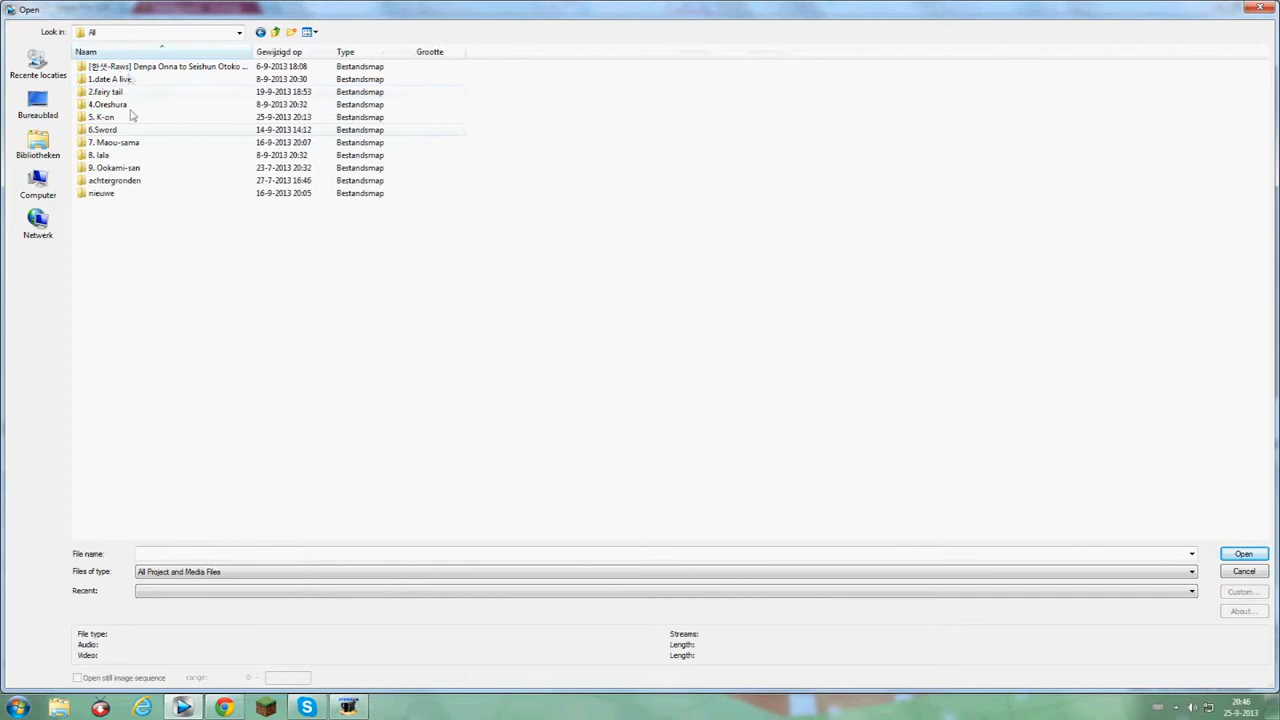 Open
Look in: All
Naam Gewijzigd op Type Grootte
[한샛-Raws] Denpa Onna to Seishun Otoko ... 6-9-2013 18:08 Bestandsmap
1.date A live 8-9-2013 20:30 Bestandsmap
2.fairy tail 19-9-2013 18:53 Bestandsmap
4.Oreshura 8-9-2013 20:32 Bestandsmap
5. K-on 25-9-2013 20:13 Bestandsmap
6.Sword 14-9-2013 14:12 Bestandsmap
7. Maou-sama 16-9-2013 20:07 Bestandsmap
8. lala 8-9-2013 20:32 Bestandsmap
9. Ookami-san 23-7-2013 20:32 Bestandsmap
achtergronden 27-7-2013 16:46 Bestandsmap
nieuwe 16-9-2013 20:05 Bestandsmap
Recente locaties
Bureaublad
Bibliotheken
Computer
Netwerk
File name: Open
Files of type: All Project and Media Files Cancel
Recent: Custom...
About...
File type: Streams:
Audio: Length:
Video: Length:
Open still image sequence range: 0 -
20:46
25-9-2013